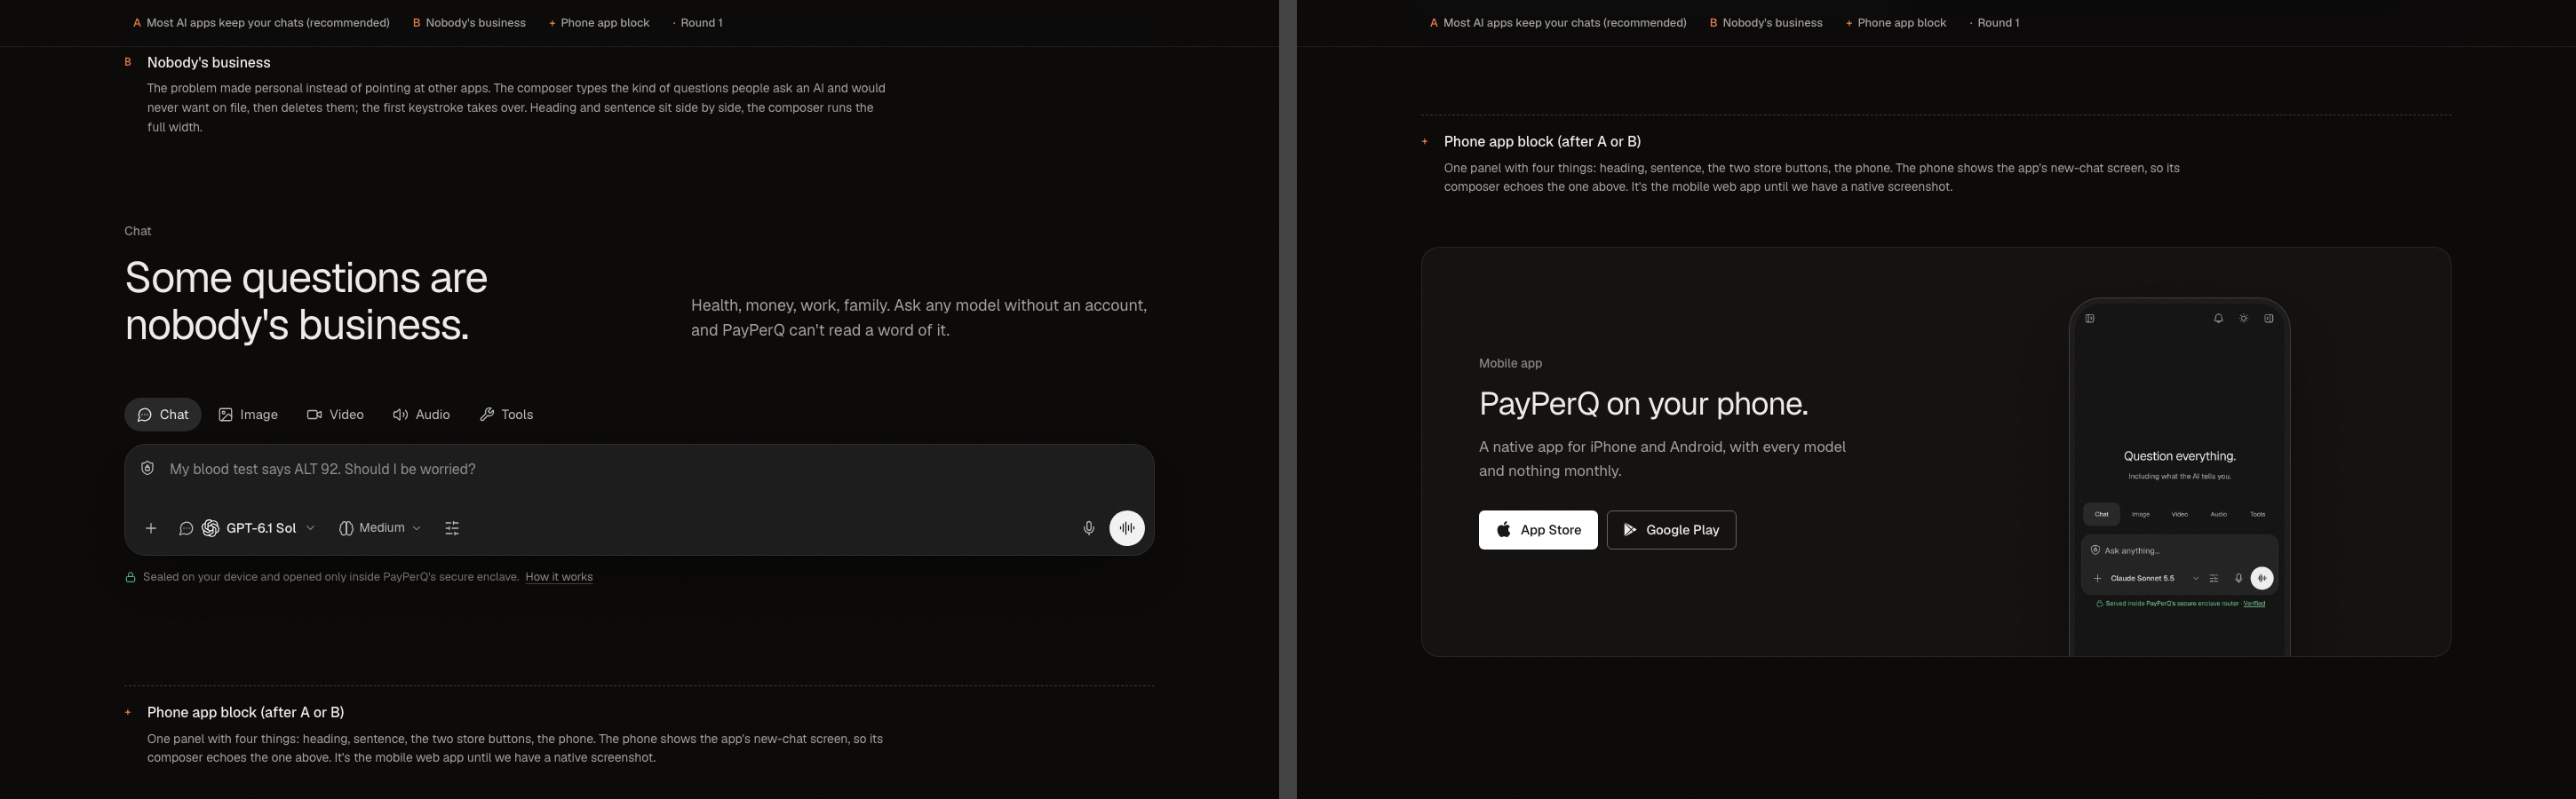 A Most AI apps keep your chats (recommended) B Nobody's business + Phone app block · Round 1
B Nobody's business
The problem made personal instead of pointing at other apps. The composer types the kind of questions people ask an AI and would
never want on file, then deletes them; the first keystroke takes over. Heading and sentence sit side by side, the composer runs the
full width.
Chat
Some questions are
nobody's business.
Health, money, work, family. Ask any model without an account,
and PayPerQ can't read a word of it.
Chat Image Video Audio Tools
My blood test says ALT 92. Should I be worried?
GPT-6.1 Sol Medium
Sealed on your device and opened only inside PayPerQ's secure enclave. How it works
+ Phone app block (after A or B)
One panel with four things: heading, sentence, the two store buttons, the phone. The phone shows the app's new-chat screen, so its
composer echoes the one above. It's the mobile web app until we have a native screenshot.
A Most AI apps keep your chats (recommended) B Nobody's business + Phone app block · Round 1
+ Phone app block (after A or B)
One panel with four things: heading, sentence, the two store buttons, the phone. The phone shows the app's new-chat screen, so its
composer echoes the one above. It's the mobile web app until we have a native screenshot.
Mobile app
PayPerQ on your phone.
A native app for iPhone and Android, with every model
and nothing monthly.
App Store Google Play
Question everything.
Including what the AI tells you.
Chat Image Video Audio Tools
Ask anything...
Claude Sonnet 5.5
Served inside PayPerQ's secure enclave router · Verified